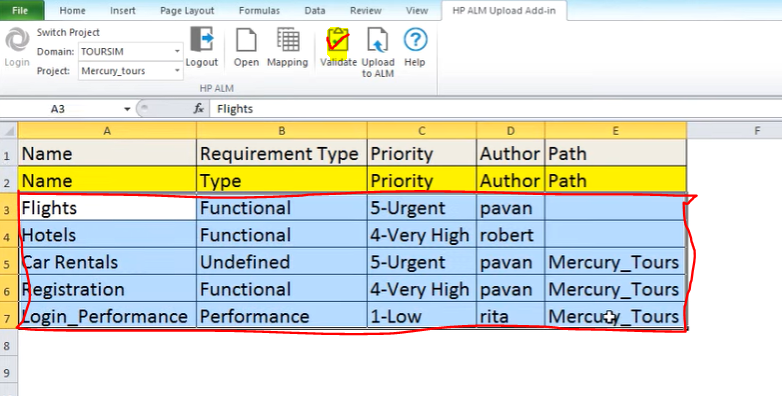 File Home Insert Page Layout Formulas Data Review View HP ALM Upload Add-in
Switch Project
Domain: TOURSIM
Project: Mercury_tours
Login Logout Open Mapping Validate Upload to ALM Help
HP ALM
A3 fx Flights
A B C D E F
1 Name Requirement Type Priority Author Path
2 Name Type Priority Author Path
3 Flights Functional 5-Urgent pavan
4 Hotels Functional 4-Very High robert
5 Car Rentals Undefined 5-Urgent pavan Mercury_Tours
6 Registration Functional 4-Very High pavan Mercury_Tours
7 Login_Performance Performance 1-Low rita Mercury_Tours
8
9